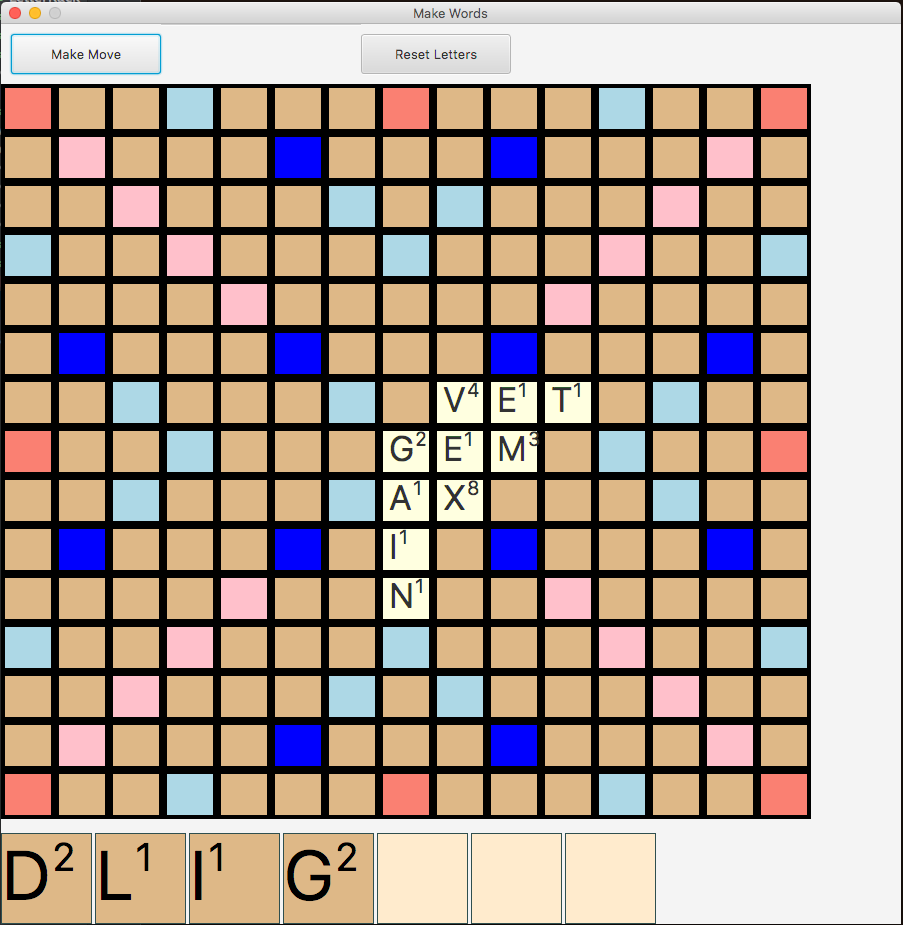 Make Words
Make Move Reset Letters
V4 E1 T1
G2 E1 M3
A1 X8
I1
N1
D2 L1 I1 G2